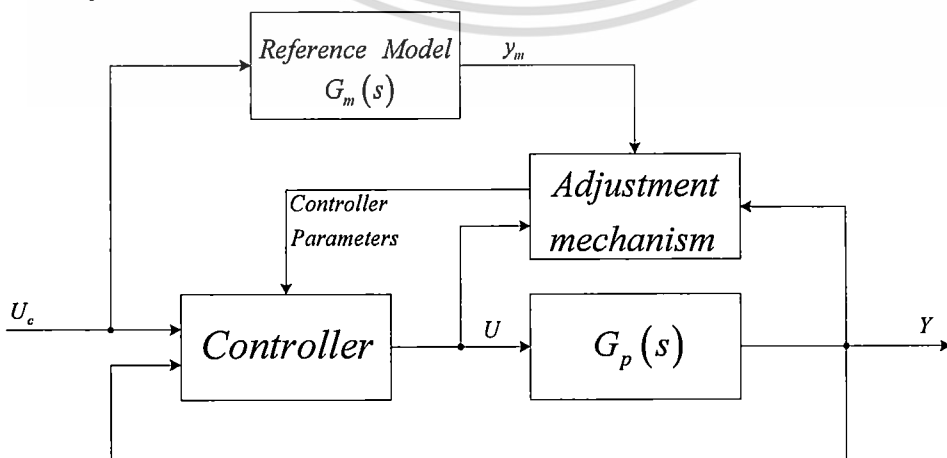 Reference Model
G_m(s)
y_m
Adjustment
mechanism
Controller
Parameters
U_c
Controller
U
G_p(s)
Y